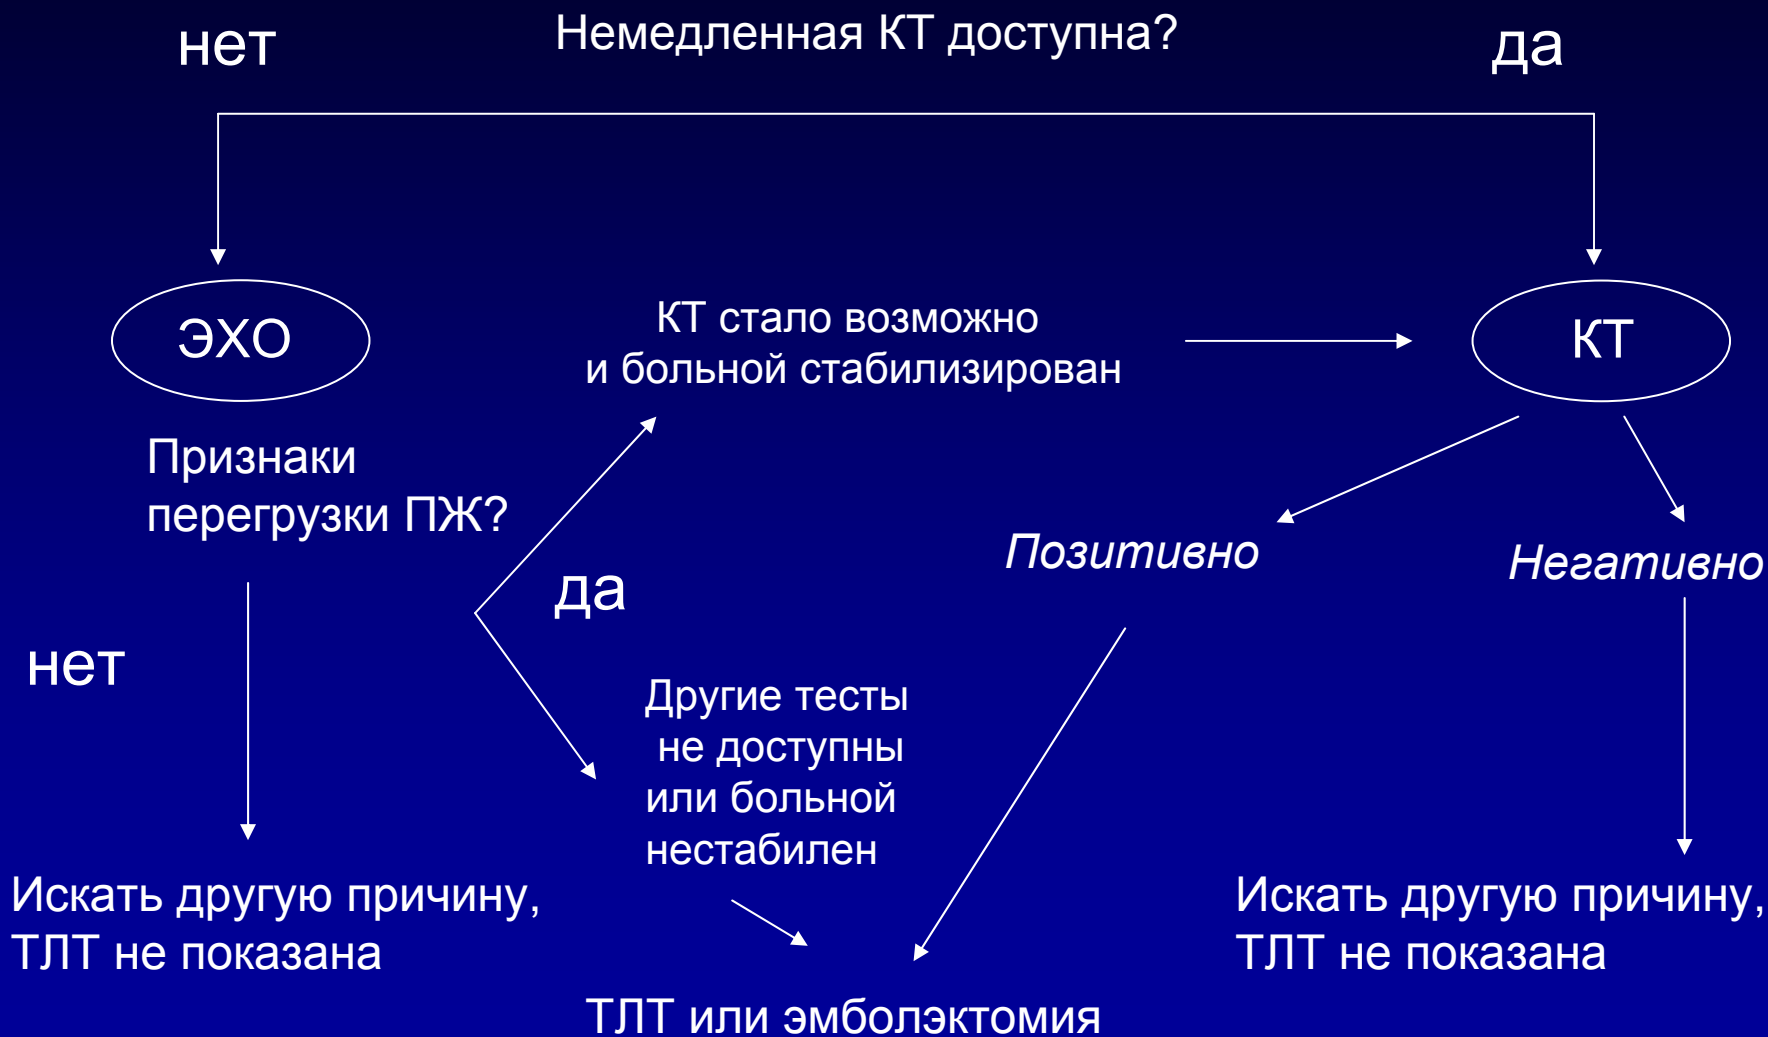 нет
Немедленная КТ доступна?
да
ЭХО
КТ стало возможно
и больной стабилизирован
КТ
Признаки
перегрузки ПЖ?
да
Позитивно
Негативно
нет
Другие тесты
не доступны
или больной
нестабилен
Искать другую причину,
ТЛТ не показана
Искать другую причину,
ТЛТ не показана
ТЛТ или эмболэктомия